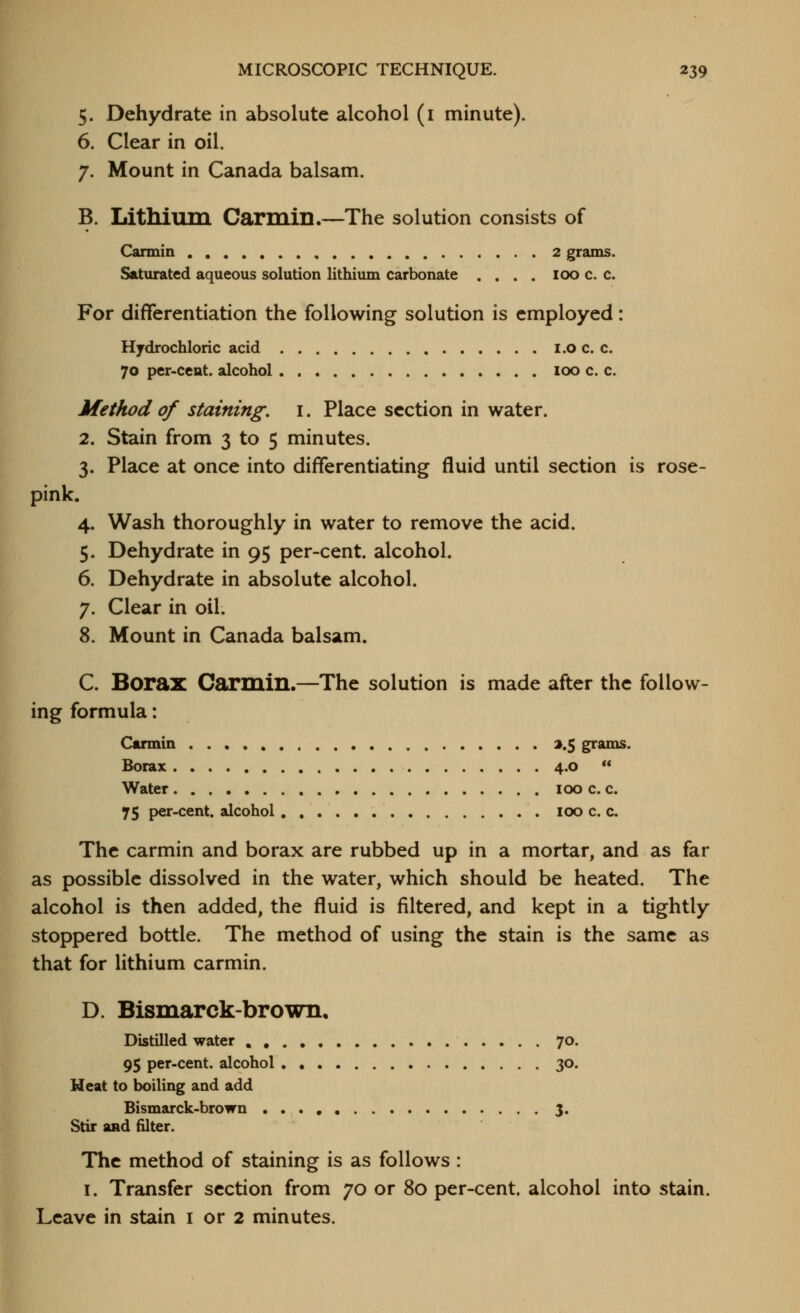 MICROSCOPIC TECHNIQUE. 239
5. Dehydrate in absolute alcohol (1 minute).
6. Clear in oil.
7. Mount in Canada balsam.
B. Lithium Carmin.—The solution consists of
Carmin . . . . . . . . . . . . . . . . . . . . . 2 grams.
Saturated aqueous solution lithium carbonate . . . . 100 c. c.
For differentiation the following solution is employed:
Hydrochloric acid . . . . . . . . . . . . . . . . 1.0 c. c.
70 per-cent. alcohol . . . . . . . . . . . . . . . . 100 c. c.
Method of staining. 1. Place section in water.
2. Stain from 3 to 5 minutes.
3. Place at once into differentiating fluid until section is rose-
pink.
4. Wash thoroughly in water to remove the acid.
5. Dehydrate in 95 per-cent. alcohol.
6. Dehydrate in absolute alcohol.
7. Clear in oil.
8. Mount in Canada balsam.
C. Borax Carmin.—The solution is made after the follow-
ing formula:
Carmin . . . . . . . . . . . . . . . . . . . . . 2.5 grams.
Borax . . . . . . . . . . . . . . . . . . . . . . 4.0 "
Water . . . . . . . . . . . . . . . . . . . . . . 100 c. c.
75 per-cent. alcohol . . . . . . . . . . . . . . . . 100 c. c.
The carmin and borax are rubbed up in a mortar, and as far
as possible dissolved in the water, which should be heated. The
alcohol is then added, the fluid is filtered, and kept in a tightly
stoppered bottle. The method of using the stain is the same as
that for lithium carmin.
D. Bismarck-brown.
Distilled water . . . . . . . . . . . . . . . . . . 70.
95 per-cent. alcohol . . . . . . . . . . . . . . . . 30.
Heat to boiling and add
Bismarck-brown . . . . . . . . . . . . . . . . . 3.
Stir and filter.
The method of staining is as follows :
1. Transfer section from 70 or 80 per-cent. alcohol into stain.
Leave in stain 1 or 2 minutes.